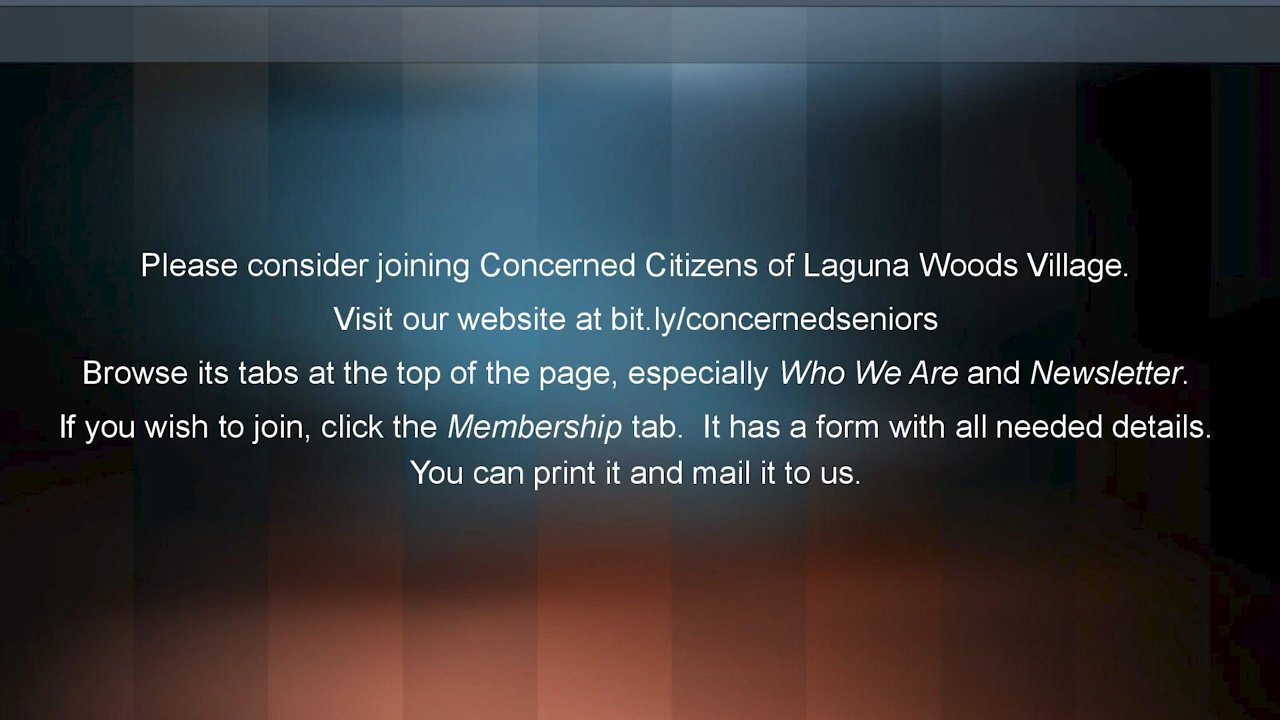 Please consider joining Concerned Citizens of Laguna Woods Village.
Visit our website at bit.ly/concernedseniors
Browse its tabs at the top of the page, especially Who We Are and Newsletter.
If you wish to join, click the Membership tab.  It has a form with all needed details.
You can print it and mail it to us.